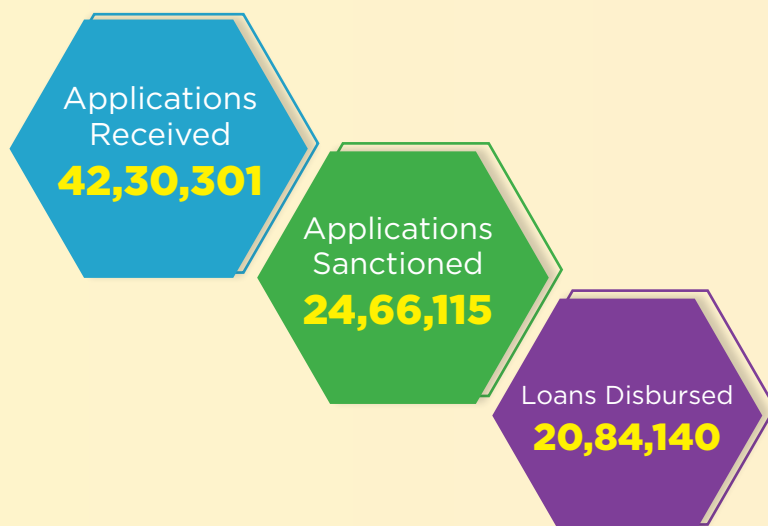 Applications
Received
42,30,301
Applications
Sanctioned
24,66,115
Loans Disbursed
20,84,140